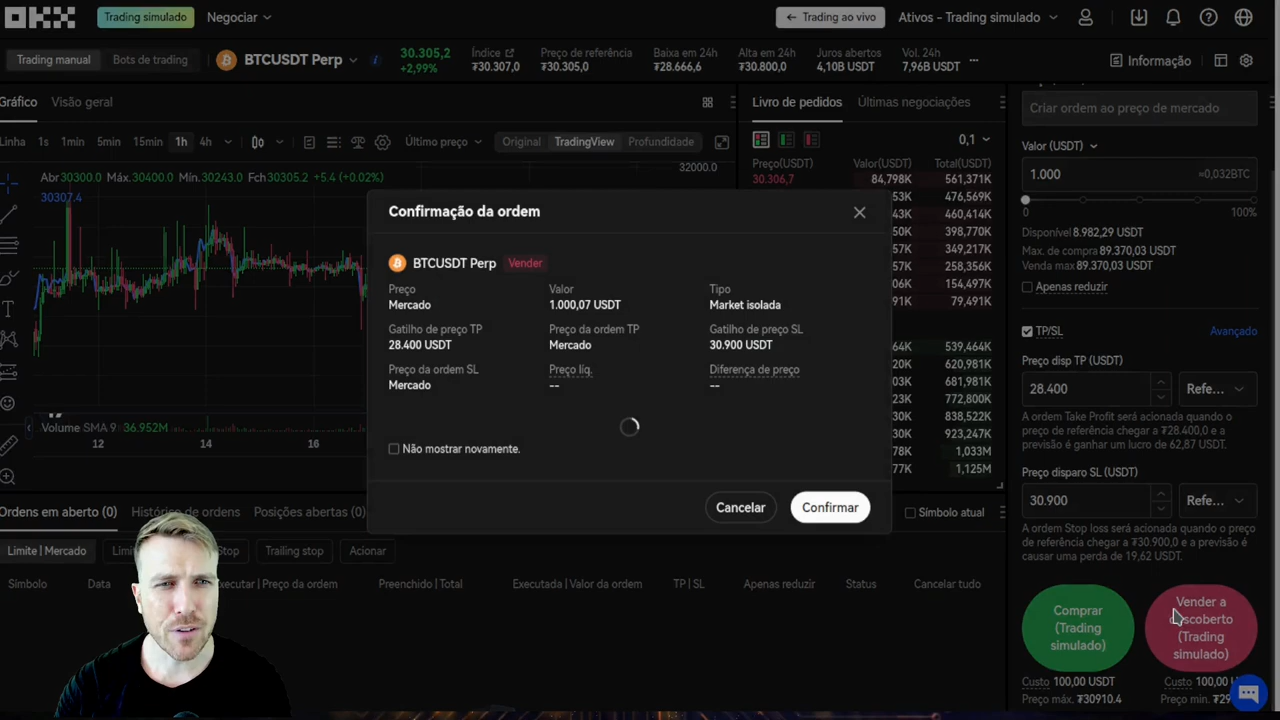 OKX
Trading simulado
Negociar
Trading ao vivo
Ativos - Trading simulado
Trading manual
Bots de trading
BTCUSDT Perp
30.305,2
+2,99%
Índice
₮30.307,0
Preço de referência
₮30.305,0
Baixa em 24h
₮28.666,6
Alta em 24h
₮30.800,0
Juros abertos
4,10B USDT
Vol. 24h
7,96B USDT
Informação
Gráfico
Visão geral
Linha 1s 1min 5min 15min 1h 4h
Último preço
Original TradingView Profundidade
Abr30300.0 Máx.30400.0 Mín.30243.0 Fch30305.2 +5.4 (+0.02%)
30307.4
32000.0
Volume SMA 9 36.952M
12 14 16
Livro de pedidos
Últimas negociações
0,1
Preço(USDT) Valor(USDT) Total(USDT)
30.306,7 84,798K 561,371K
476,569K
460,414K
398,770K
349,217K
258,356K
154,497K
79,491K
539,464K
620,981K
681,981K
772,800K
838,522K
923,247K
1,033M
1,125M
Criar ordem ao preço de mercado
Valor (USDT)
1.000 ≈0,032BTC
0 100%
Disponível 8.982,29 USDT
Max. de compra 89.370,03 USDT
Venda max 89.370,03 USDT
Apenas reduzir
TP/SL Avançado
Preço disp TP (USDT)
28.400 Refe...
A ordem Take Profit será acionada quando o
preço de referência chegar a ₮28.400,0 e a
previsão é ganhar um lucro de 62,87 USDT.
Preço disparo SL (USDT)
30.900 Refe...
A ordem Stop loss será acionada quando o preço
de referência chegar a ₮30.900,0 e a previsão é
causar uma perda de 19,62 USDT.
Comprar
(Trading
simulado)
Vender a
descoberto
(Trading
simulado)
Custo 100,00 USDT
Preço máx. ₮30910.4
Custo 100,00
Preço min. ₮29
Confirmação da ordem
BTCUSDT Perp Vender
Preço
Mercado
Valor
1.000,07 USDT
Tipo
Market isolada
Gatilho de preço TP
28.400 USDT
Preço da ordem TP
Mercado
Gatilho de preço SL
30.900 USDT
Preço da ordem SL
Mercado
Preço liq.
--
Diferença de preço
--
Não mostrar novamente.
Cancelar
Confirmar
Ordens em aberto (0)
Histórico de ordens
Posições abertas (0)
Símbolo atual
Limite | Mercado
Stop
Trailing stop
Acionar
Símbolo
Data
Preço da ordem
Preenchido | Total
Executada | Valor da ordem
TP | SL
Apenas reduzir
Status
Cancelar tudo